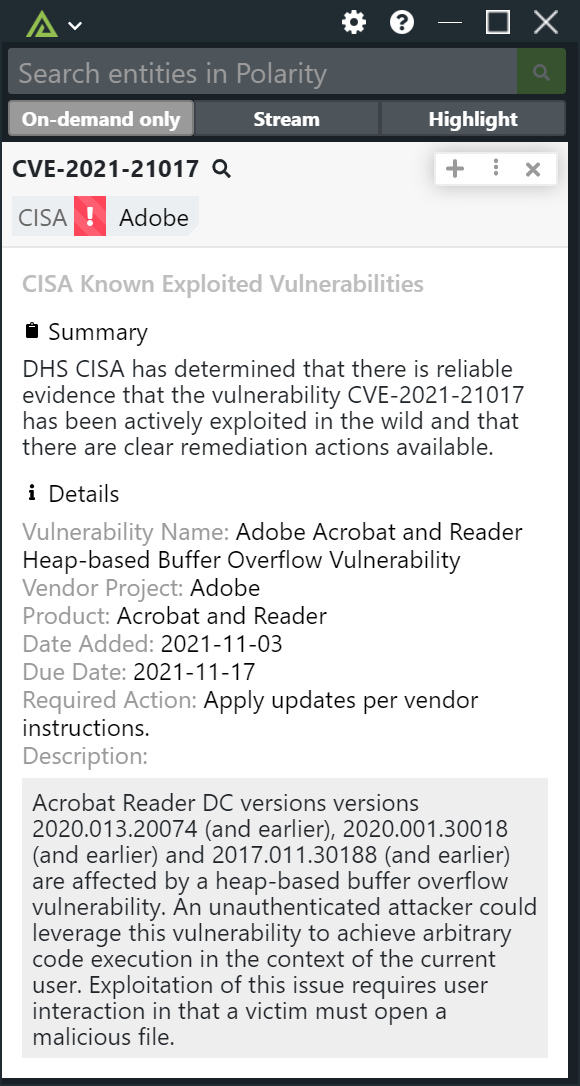 Search entities in Polarity
On-demand only Stream Highlight
CVE-2021-21017
CISA ! Adobe
CISA Known Exploited Vulnerabilities
Summary
DHS CISA has determined that there is reliable
evidence that the vulnerability CVE-2021-21017
has been actively exploited in the wild and that
there are clear remediation actions available.
Details
Vulnerability Name: Adobe Acrobat and Reader
Heap-based Buffer Overflow Vulnerability
Vendor Project: Adobe
Product: Acrobat and Reader
Date Added: 2021-11-03
Due Date: 2021-11-17
Required Action: Apply updates per vendor
instructions.
Description:
Acrobat Reader DC versions versions
2020.013.20074 (and earlier), 2020.001.30018
(and earlier) and 2017.011.30188 (and earlier)
are affected by a heap-based buffer overflow
vulnerability. An unauthenticated attacker could
leverage this vulnerability to achieve arbitrary
code execution in the context of the current
user. Exploitation of this issue requires user
interaction in that a victim must open a
malicious file.